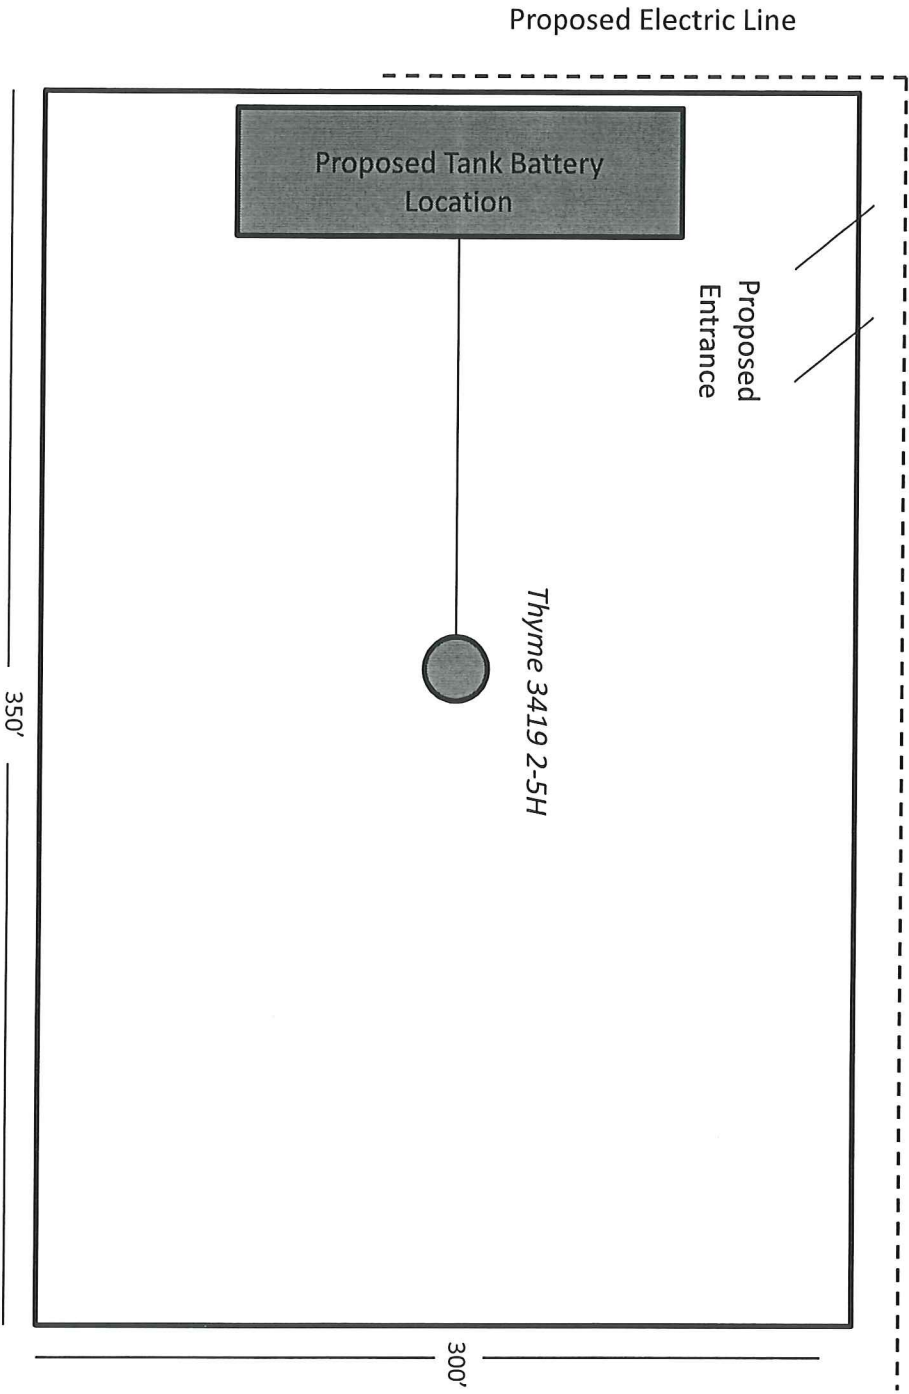 Proposed Electric Line
Proposed Tank Battery
Location
Proposed
Entrance
Thyme 3419 2-5H
350’
300’